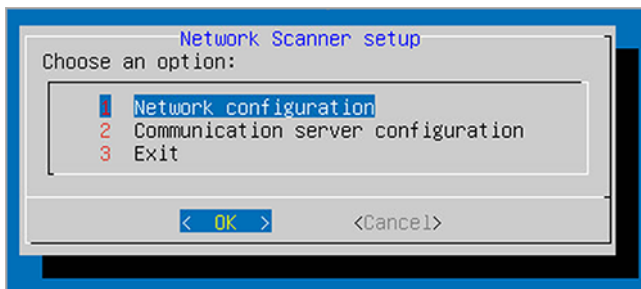 Network Scanner setup
Choose an option:
1 Network configuration
2 Communication server configuration
3 Exit
< OK > <Cancel>